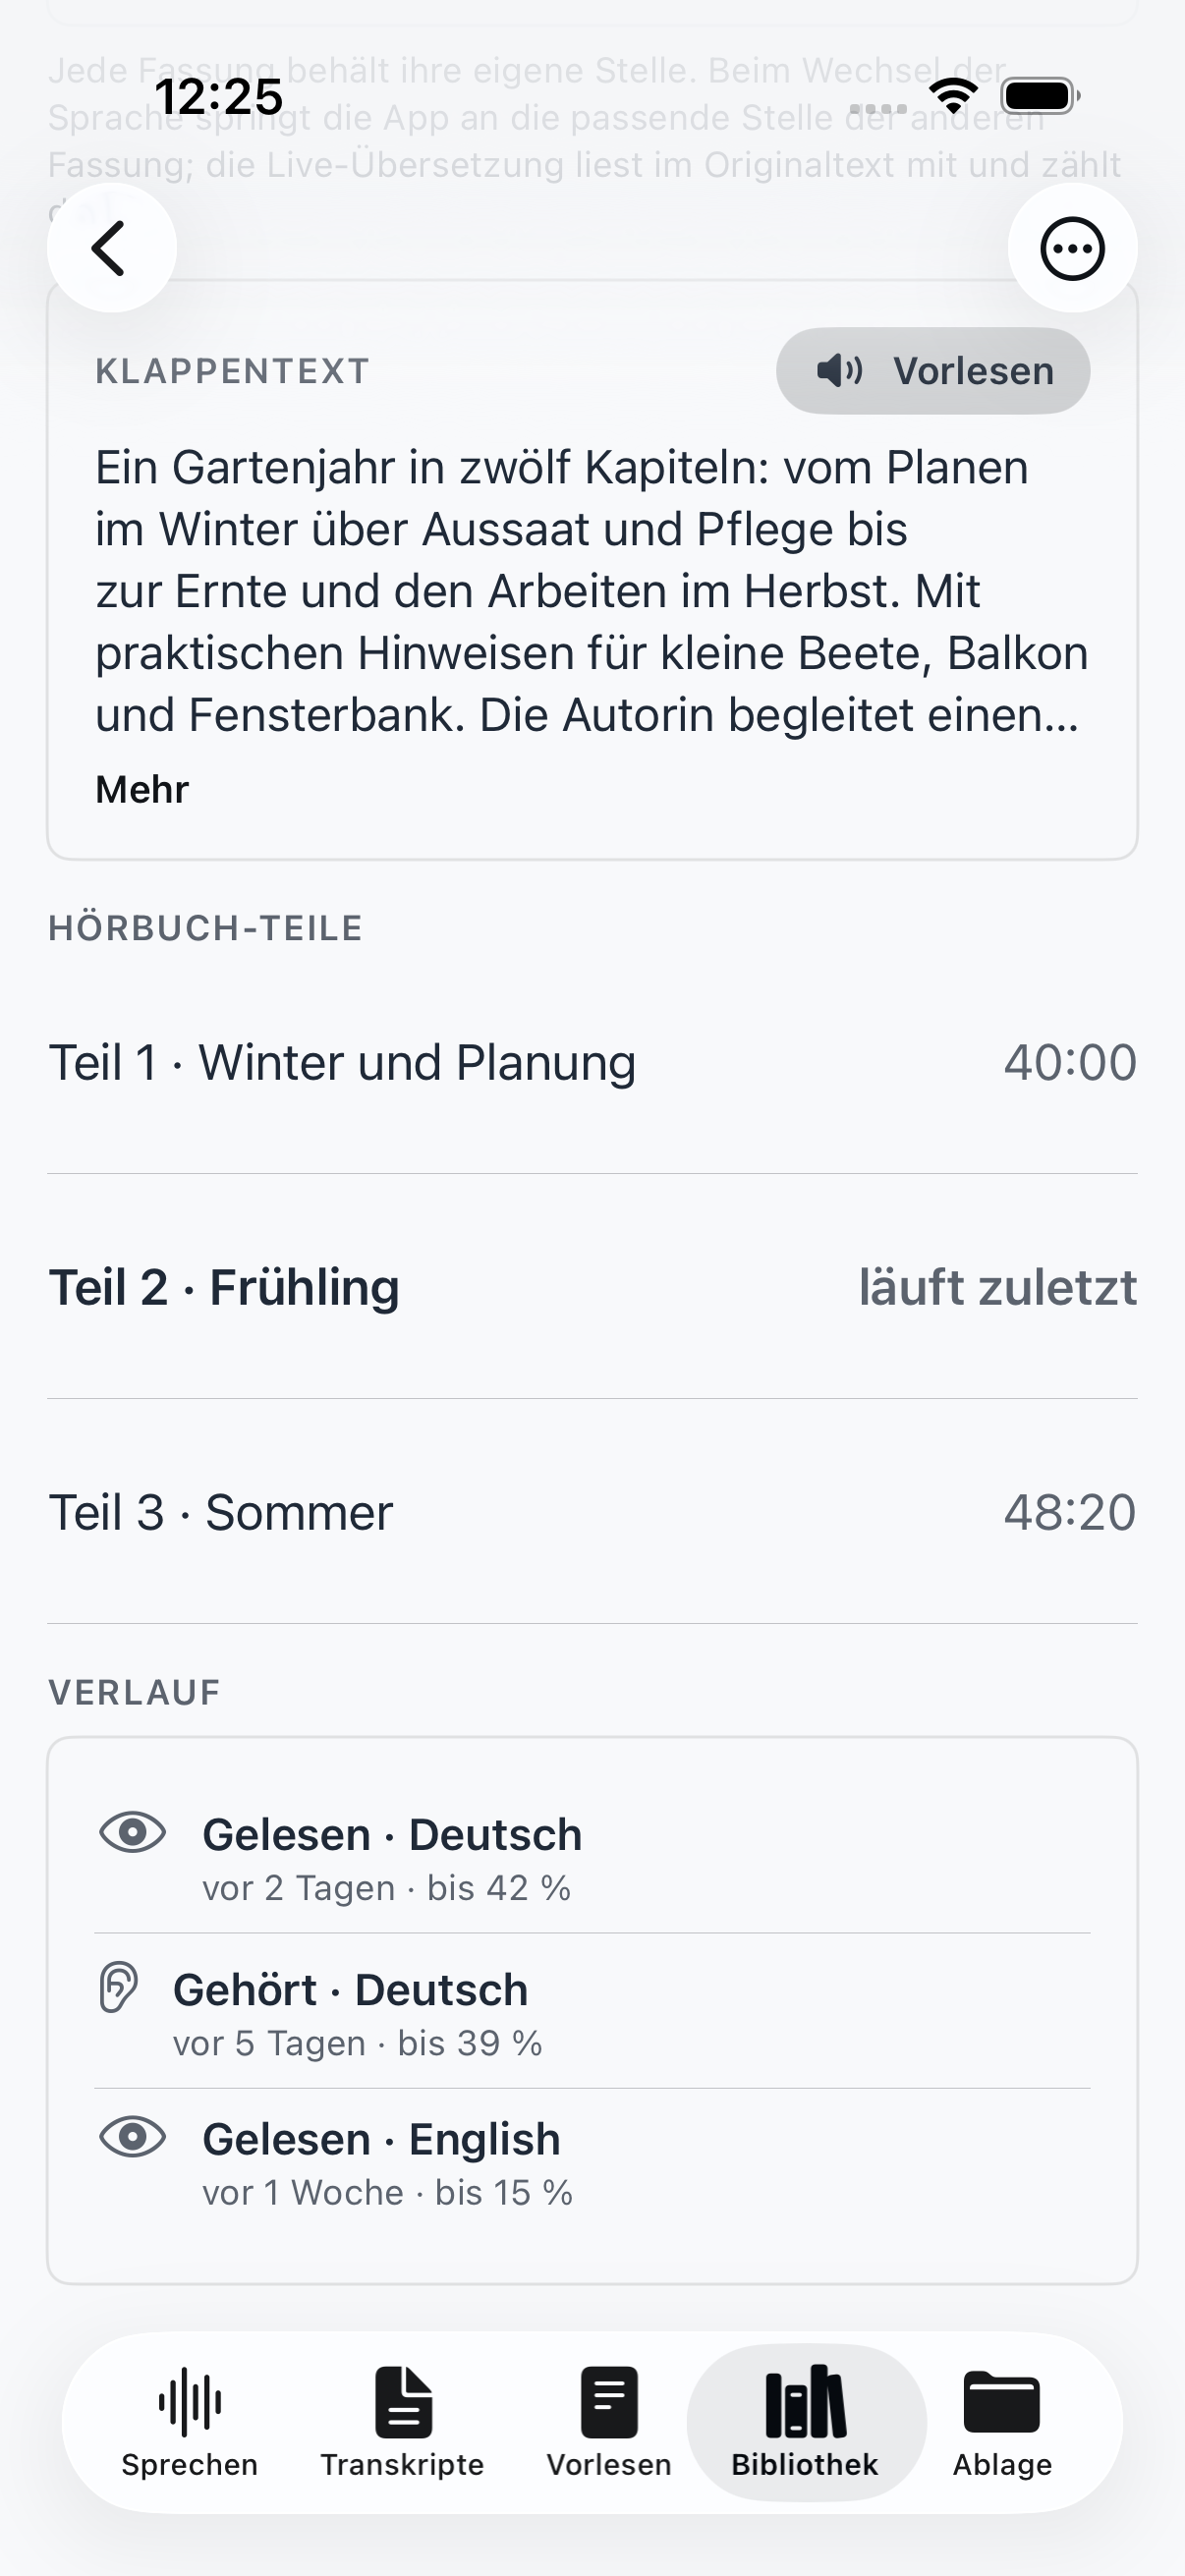 Jede Fassung behält ihre eigene Stelle. Beim Wechsel der
12:25
Sprache springt die App an die passende Stelle der anderen
Fassung; die Live-Übersetzung liest im Originaltext mit und zählt
KLAPPENTEXT
Vorlesen
Ein Gartenjahr in zwölf Kapiteln: vom Planen
im Winter über Aussaat und Pflege bis
zur Ernte und den Arbeiten im Herbst. Mit
praktischen Hinweisen für kleine Beete, Balkon
und Fensterbank. Die Autorin begleitet einen...
Mehr
HÖRBUCH-TEILE
Teil 1 · Winter und Planung
40:00
Teil 2 · Frühling
läuft zuletzt
Teil 3 · Sommer
48:20
VERLAUF
Gelesen · Deutsch
vor 2 Tagen · bis 42 %
Gehört · Deutsch
vor 5 Tagen · bis 39 %
Gelesen · English
vor 1 Woche · bis 15 %
Sprechen
Transkripte
Vorlesen
Bibliothek
Ablage